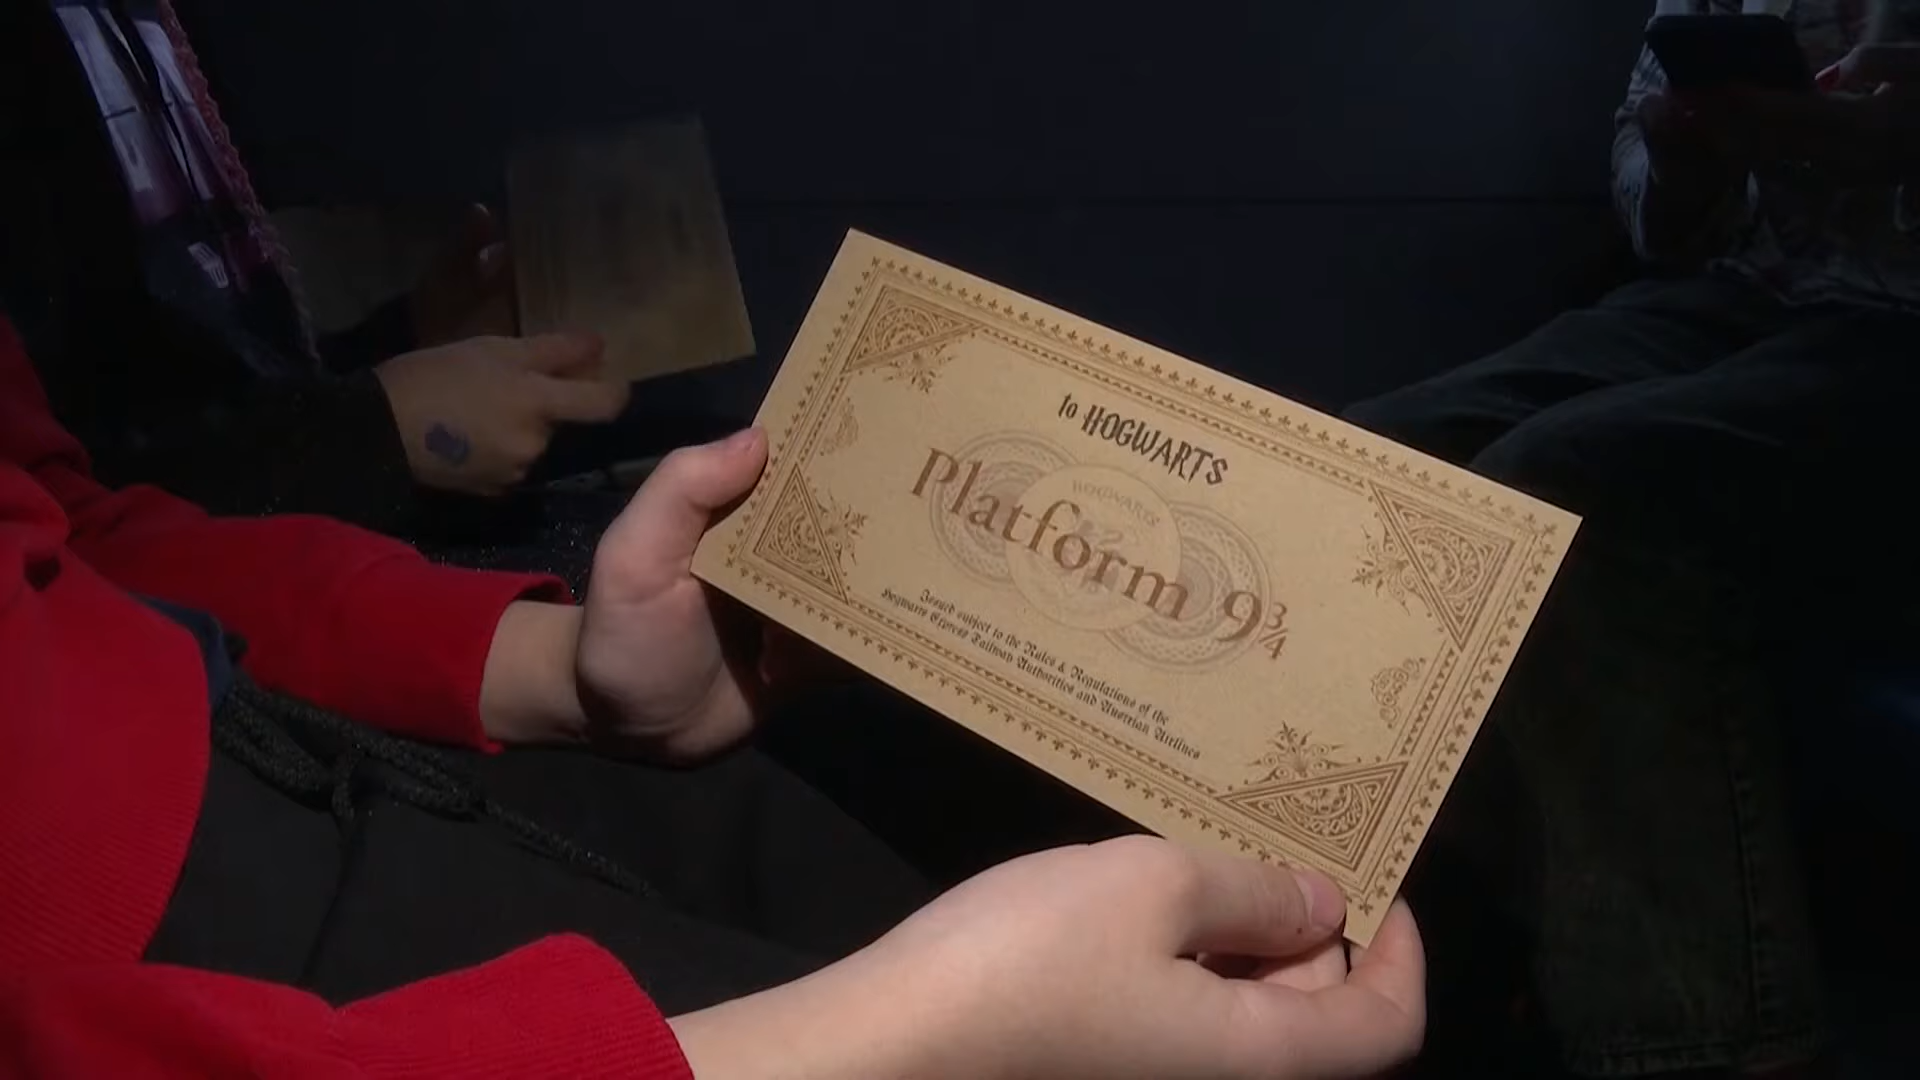 to HOGWARTS
HOGWARTS
Platform 9¾
Issued subject to the Rules & Regulations of the
Hogwarts Express Railway Authorities and Austrian Airlines